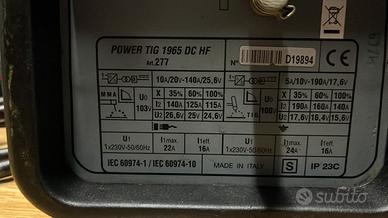 POWER TIG 1965 DC HF
Art. 277 N° D19894 CE
10A/20V-140A/25,6V 5A/10V-190A/17,6V
MMA U0 103V X 35% 60% 100% TIG U0 100V X 35% 60% 100%
I2 140A 125A 115A I2 190A 160A 140A
U2 25,6V 25V 24,6V U2 17,6V 16,4V 15,6V
U1 1x230V-50/60Hz I1max 22A I1eff 16A U1 1x230V-50/60Hz I1max 24A I1eff 16A
IEC 60974-1 / IEC 60974-10 MADE IN ITALY S IP 23C
subito